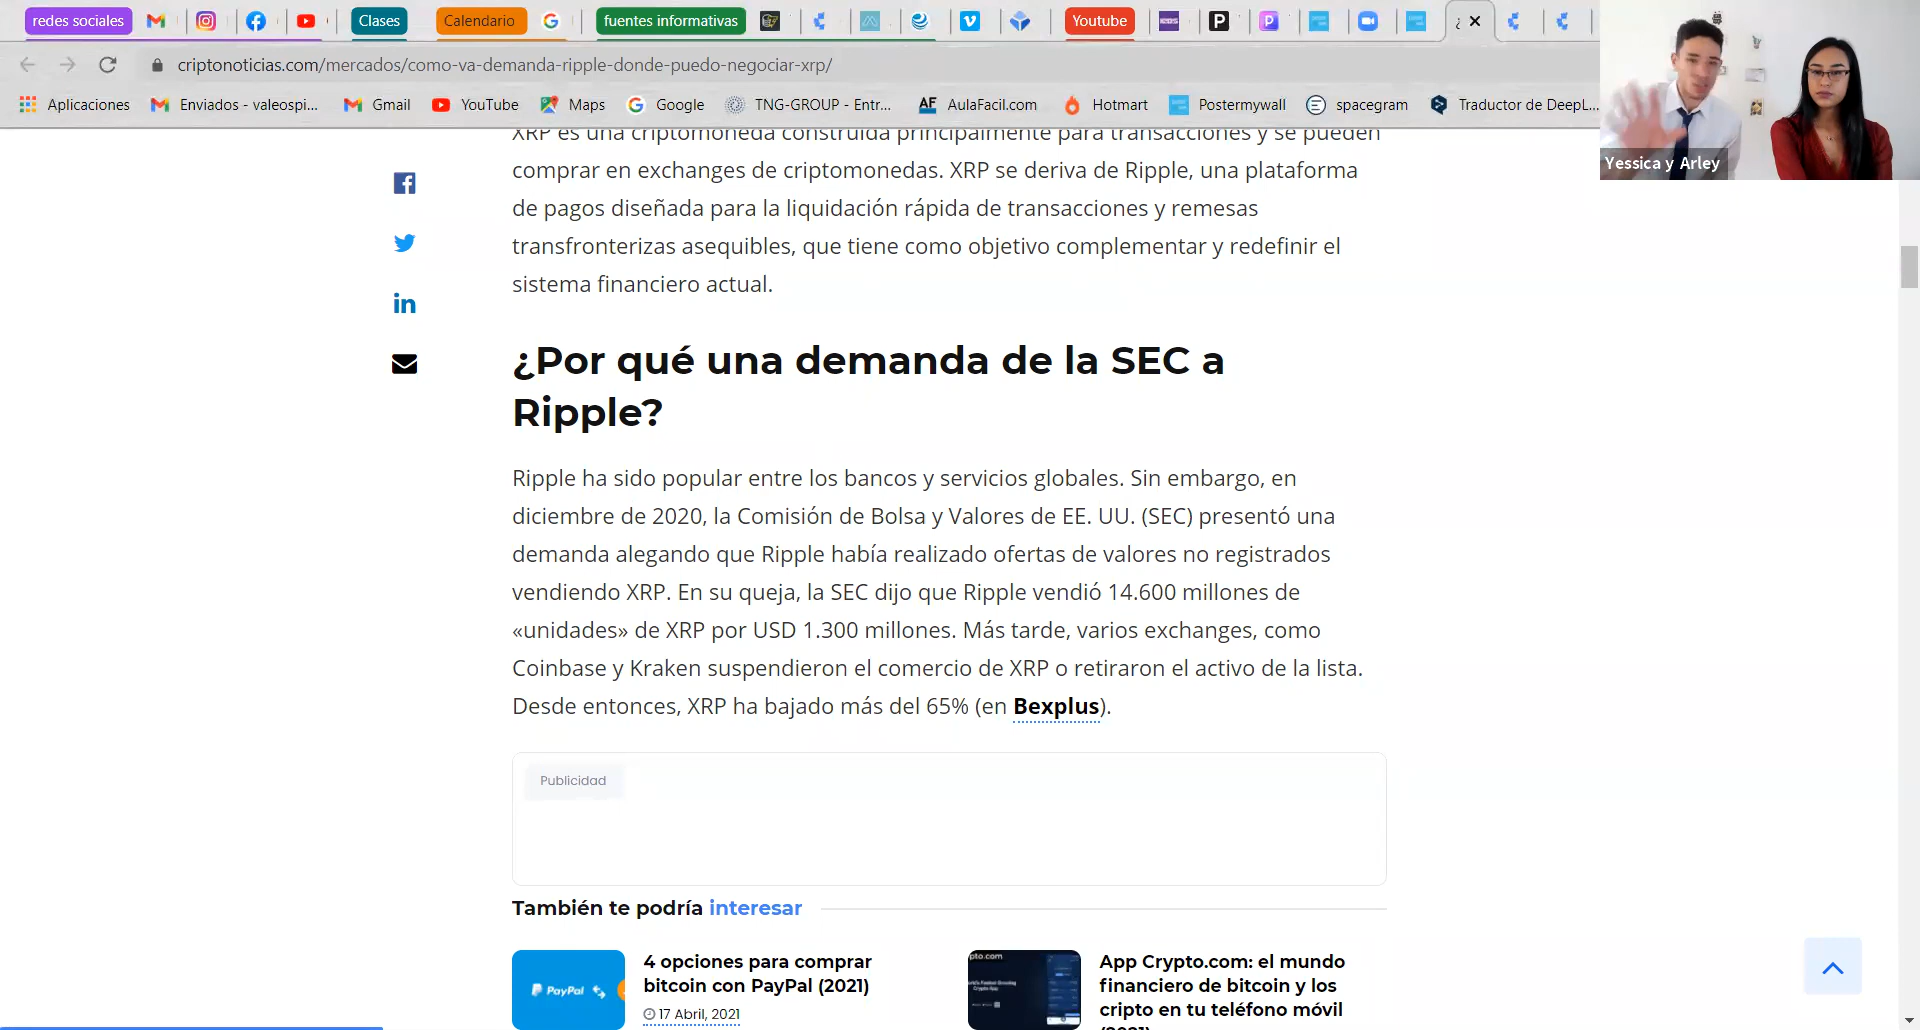 redes sociales
Clases
Calendario
fuentes informativas
Youtube
criptonoticias.com/mercados/como-va-demanda-ripple-donde-puedo-negociar-xrp/
Aplicaciones
Enviados - valeospi...
Gmail
YouTube
Maps
Google
TNG-GROUP - Entr...
AF AulaFacil.com
Hotmart
Postermywall
spacegram
Traductor de DeepL...
Yessica y Arley
XRP es una criptomoneda construida principalmente para transacciones y se pueden
comprar en exchanges de criptomonedas. XRP se deriva de Ripple, una plataforma
de pagos diseñada para la liquidación rápida de transacciones y remesas
transfronterizas asequibles, que tiene como objetivo complementar y redefinir el
sistema financiero actual.
¿Por qué una demanda de la SEC a
Ripple?
Ripple ha sido popular entre los bancos y servicios globales. Sin embargo, en
diciembre de 2020, la Comisión de Bolsa y Valores de EE. UU. (SEC) presentó una
demanda alegando que Ripple había realizado ofertas de valores no registrados
vendiendo XRP. En su queja, la SEC dijo que Ripple vendió 14.600 millones de
«unidades» de XRP por USD 1.300 millones. Más tarde, varios exchanges, como
Coinbase y Kraken suspendieron el comercio de XRP o retiraron el activo de la lista.
Desde entonces, XRP ha bajado más del 65% (en Bexplus).
Publicidad
También te podría interesar
PayPal
4 opciones para comprar
bitcoin con PayPal (2021)
17 Abril, 2021
pto.com
App Crypto.com: el mundo
financiero de bitcoin y los
cripto en tu teléfono móvil
(2021)